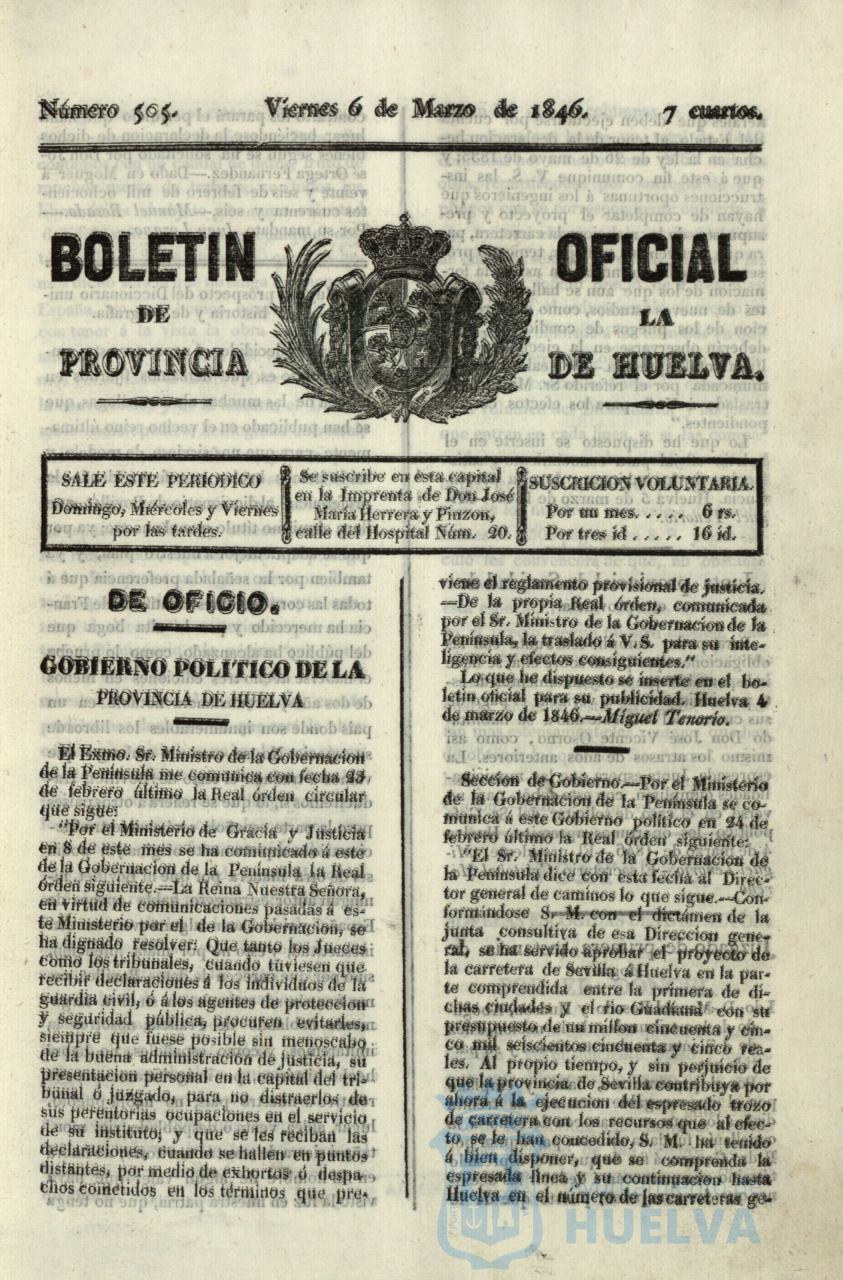 Número 505. Viernes 6 de Marzo de 1846. 7 cuartos.
BOLETIN OFICIAL
DE LA
PROVINCIA DE HUELVA.
SALE ESTE PERIODICO
Domingo, Miércoles y Viernes
por las tardes.
Se suscribe en esta capital
en la Imprenta de Don José
María Herrera y Pinzon,
calle del Hospital Núm. 20.
SUSCRICION VOLUNTARIA.
Por un mes. . . . . 6 rs.
Por tres id . . . . . 16 id.
DE OFICIO.
GOBIERNO POLITICO DE LA
PROVINCIA DE HUELVA
El Exmo. Sr. Ministro de la Gobernacion
de la Península me comunica con fecha 23
de febrero último la Real órden circular
que sigue:
"Por el Ministerio de Gracia y Justicia
en 8 de este mes se ha comunicado á este
de la Gobernacion de la Península la Real
órden siguiente.—La Reina Nuestra Señora,
en virtud de comunicaciones pasadas á es-
te Ministerio por el de la Gobernacion, se
ha dignado resolver: Que tanto los Jueces
como los tribunales, cuando tuviesen que
recibir declaraciones á los individuos de la
guardia civil, ó á los agentes de proteccion
y seguridad pública, procuren evitarles,
siempre que fuese posible sin menoscabo
de la buena administracion de justicia, su
presentacion personal en la capital del tri-
bunal ó juzgado, para no distraerlos de
sus perentorias ocupaciones en el servicio
de su instituto; y que se les reciban las
declaraciones, cuando se hallen en puntos
distantes, por medio de exhortos ó despa
chos cometidos en los términos que pre-
viene el reglamento provisional de justicia.
—De la propia Real órden, comunicada
por el Sr. Ministro de la Gobernacion de la
Península, la traslado á V. S. para su inte-
ligencia y efectos consiguientes."
Lo que he dispuesto se inserte en el bo-
letin oficial para su publicidad. Huelva 4
de marzo de 1846.—Miguel Tenorio.
Seccion de Gobierno.—Por el Ministerio
de la Gobernacion de la Península se co-
munica á este Gobierno político en 24 de
febrero último la Real órden siguiente:
"El Sr. Ministro de la Gobernacion de
la Península dice con esta fecha al Direc-
tor general de caminos lo que sigue.—Con-
formándose S. M. con el dictámen de la
junta consultiva de esa Direccion gene-
ral, se ha servido aprobar el proyecto de
la carretera de Sevilla á Huelva en la par-
te comprendida entre la primera de di-
chas ciudades y el rio Guadiana con su
presupuesto de un millon cincuenta y cin-
co mil seiscientos cincuenta y cinco rea-
les. Al propio tiempo, y sin perjuicio de
que la provincia de Sevilla contribuya por
ahora á la ejecucion del espresado trozo
de carretera con los recursos que al efec-
to se le han concedido, S. M. ha tenido
á bien disponer, que se comprenda la
espresada linea y su continuacion hasta
Huelva en el número de las carreteras ge-
HUELVA